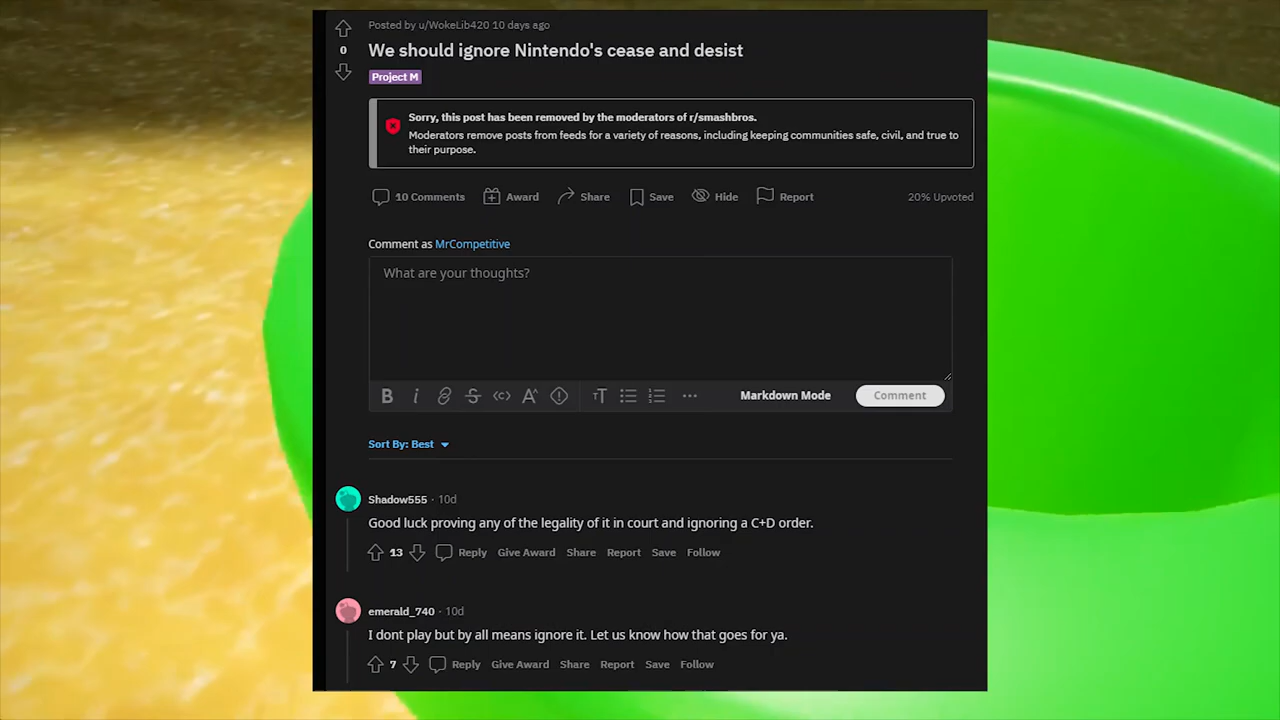 Posted by u/WokeLib420 10 days ago
0
We should ignore Nintendo's cease and desist
Project M
Sorry, this post has been removed by the moderators of r/smashbros.
Moderators remove posts from feeds for a variety of reasons, including keeping communities safe, civil, and true to
their purpose.
10 Comments Award Share Save Hide Report 20% Upvoted
Comment as MrCompetitive
What are your thoughts?
Markdown Mode Comment
Sort By: Best
Shadow555 · 10d
Good luck proving any of the legality of it in court and ignoring a C+D order.
13 Reply Give Award Share Report Save Follow
emerald_740 · 10d
I dont play but by all means ignore it. Let us know how that goes for ya.
7 Reply Give Award Share Report Save Follow